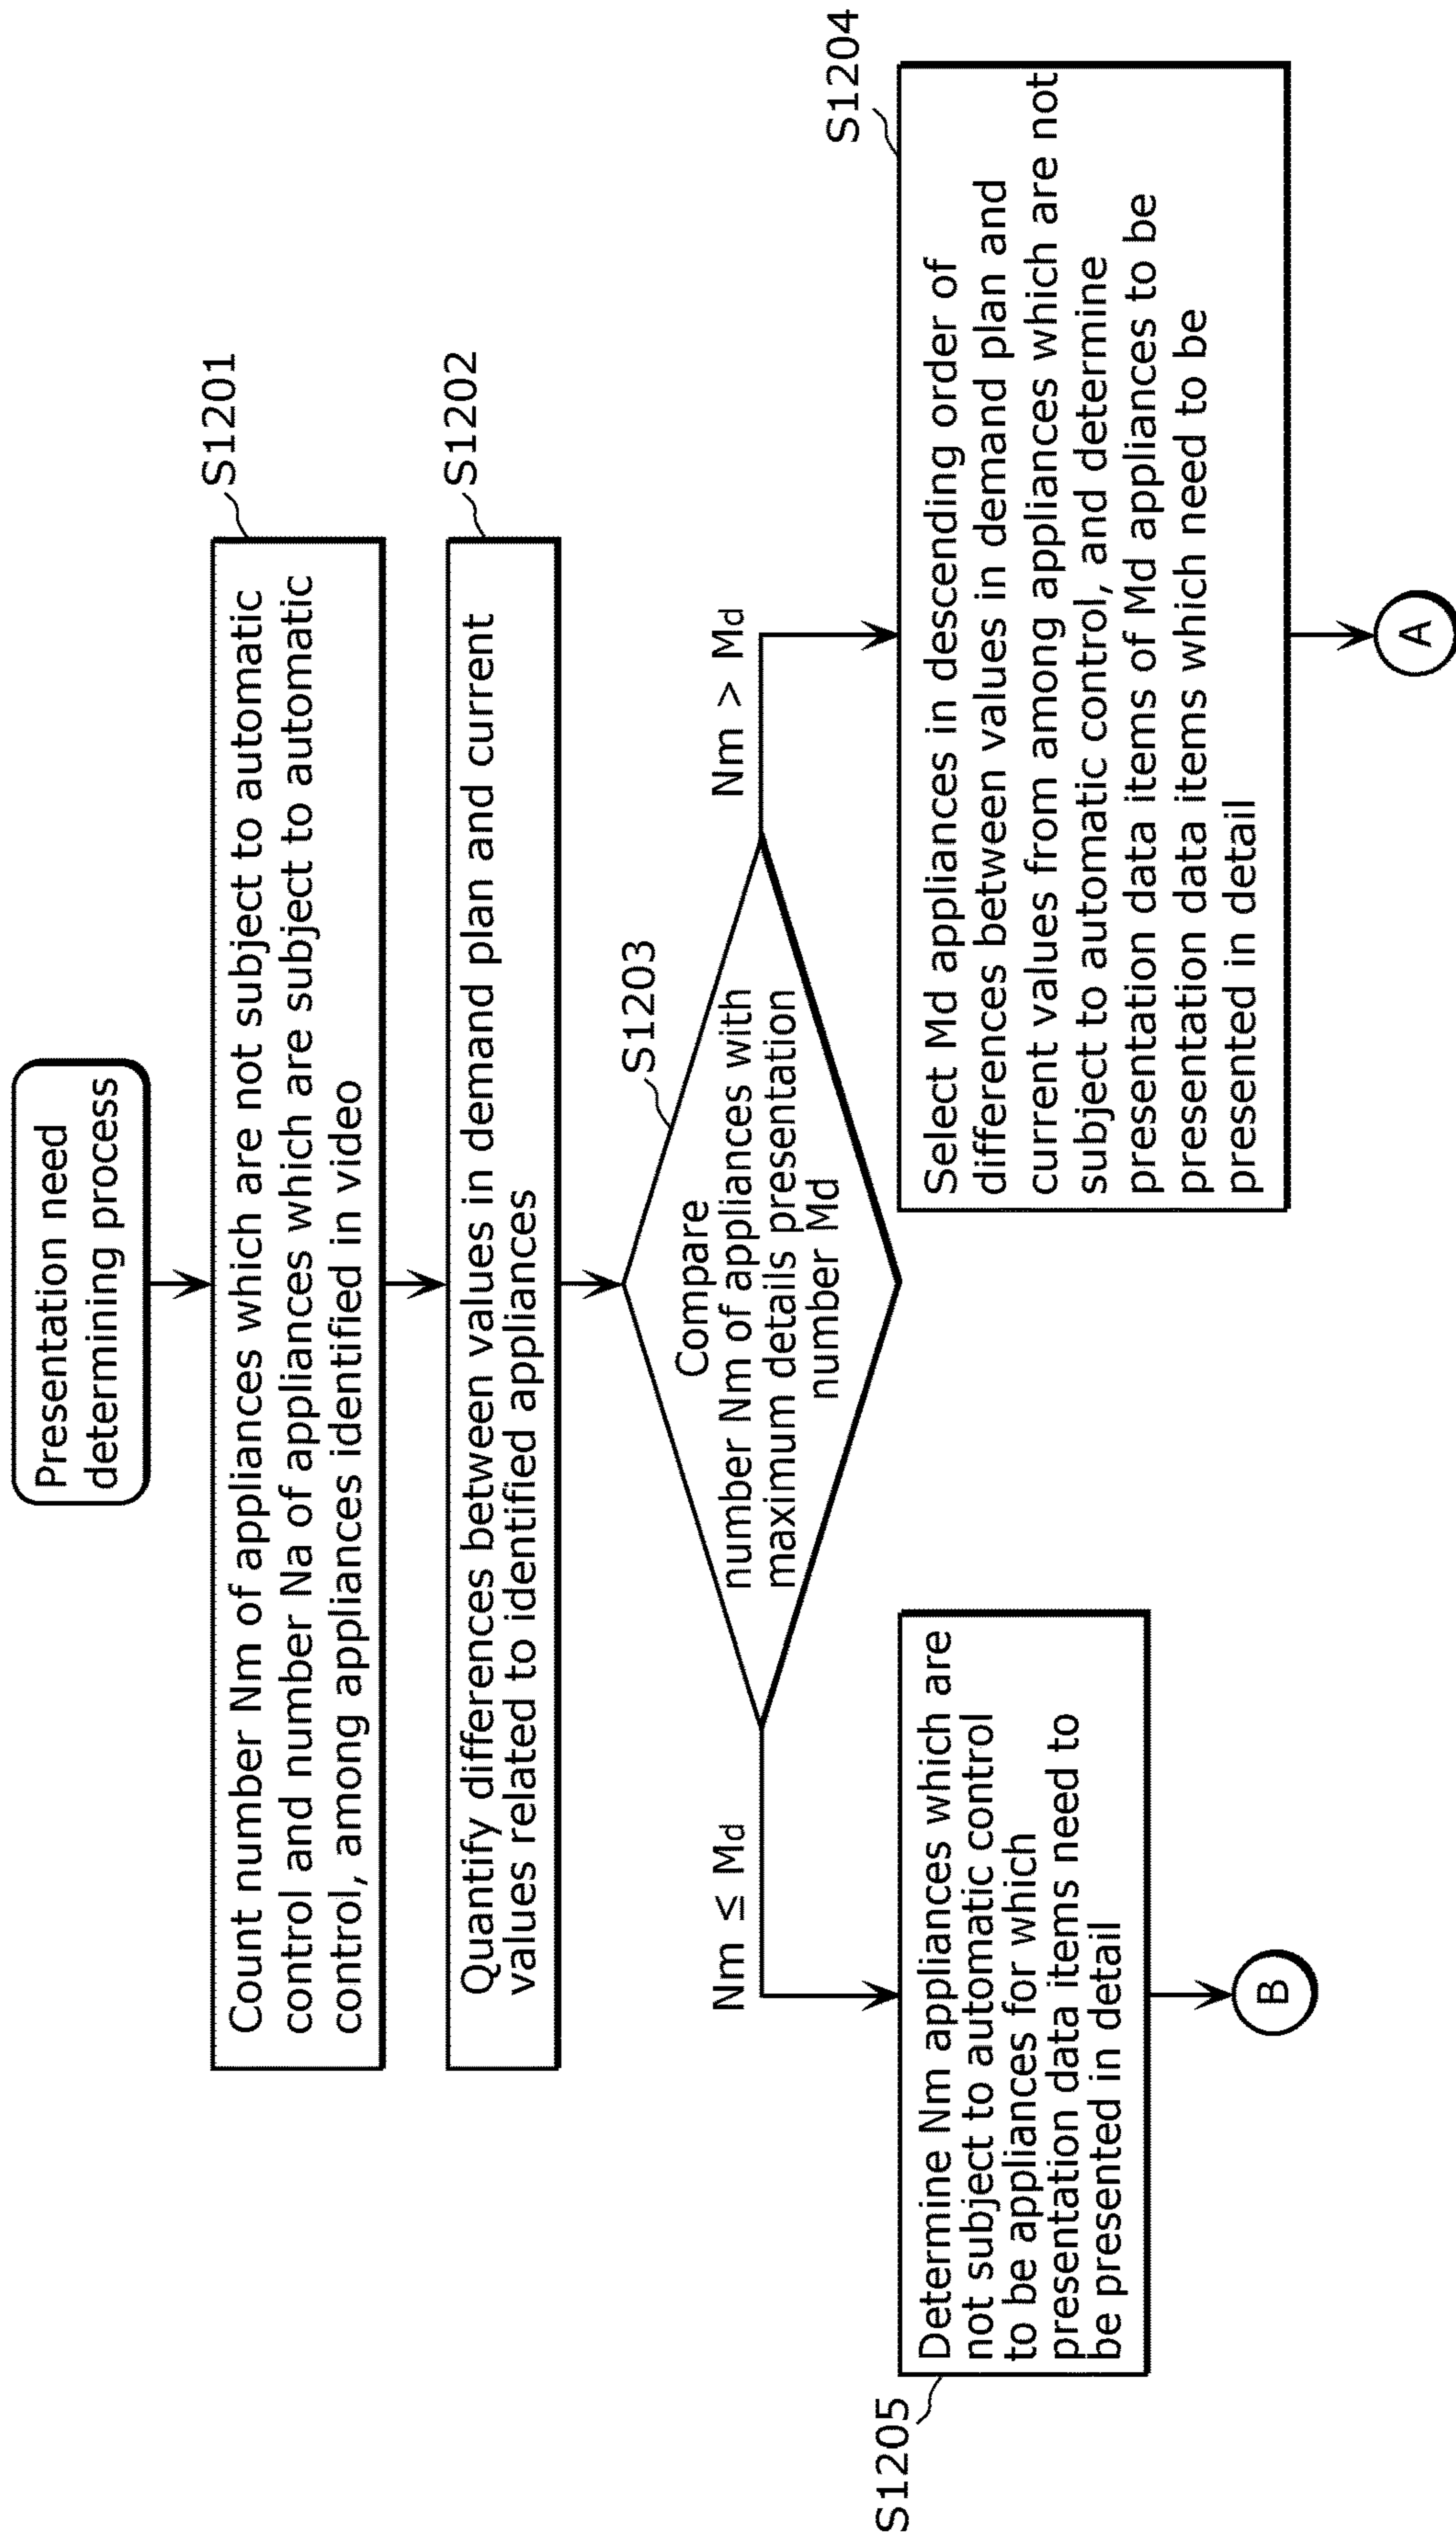 Presentation need
determining process
S1201
Count number Nm of appliances which are not subject to automatic
control and number Na of appliances which are subject to automatic
control, among appliances identified in video
S1202
Quantify differences between values in demand plan and current
values related to identified appliances
S1203
Compare
number Nm of appliances with
maximum details presentation
number Md
Nm ≤ Md
Nm > Md
S1205
Determine Nm appliances which are
not subject to automatic control
to be appliances for which
presentation data items need to
be presented in detail
B
S1204
Select Md appliances in descending order of
differences between values in demand plan and
current values from among appliances which are not
subject to automatic control, and determine
presentation data items of Md appliances to be
presentation data items which need to be
presented in detail
A